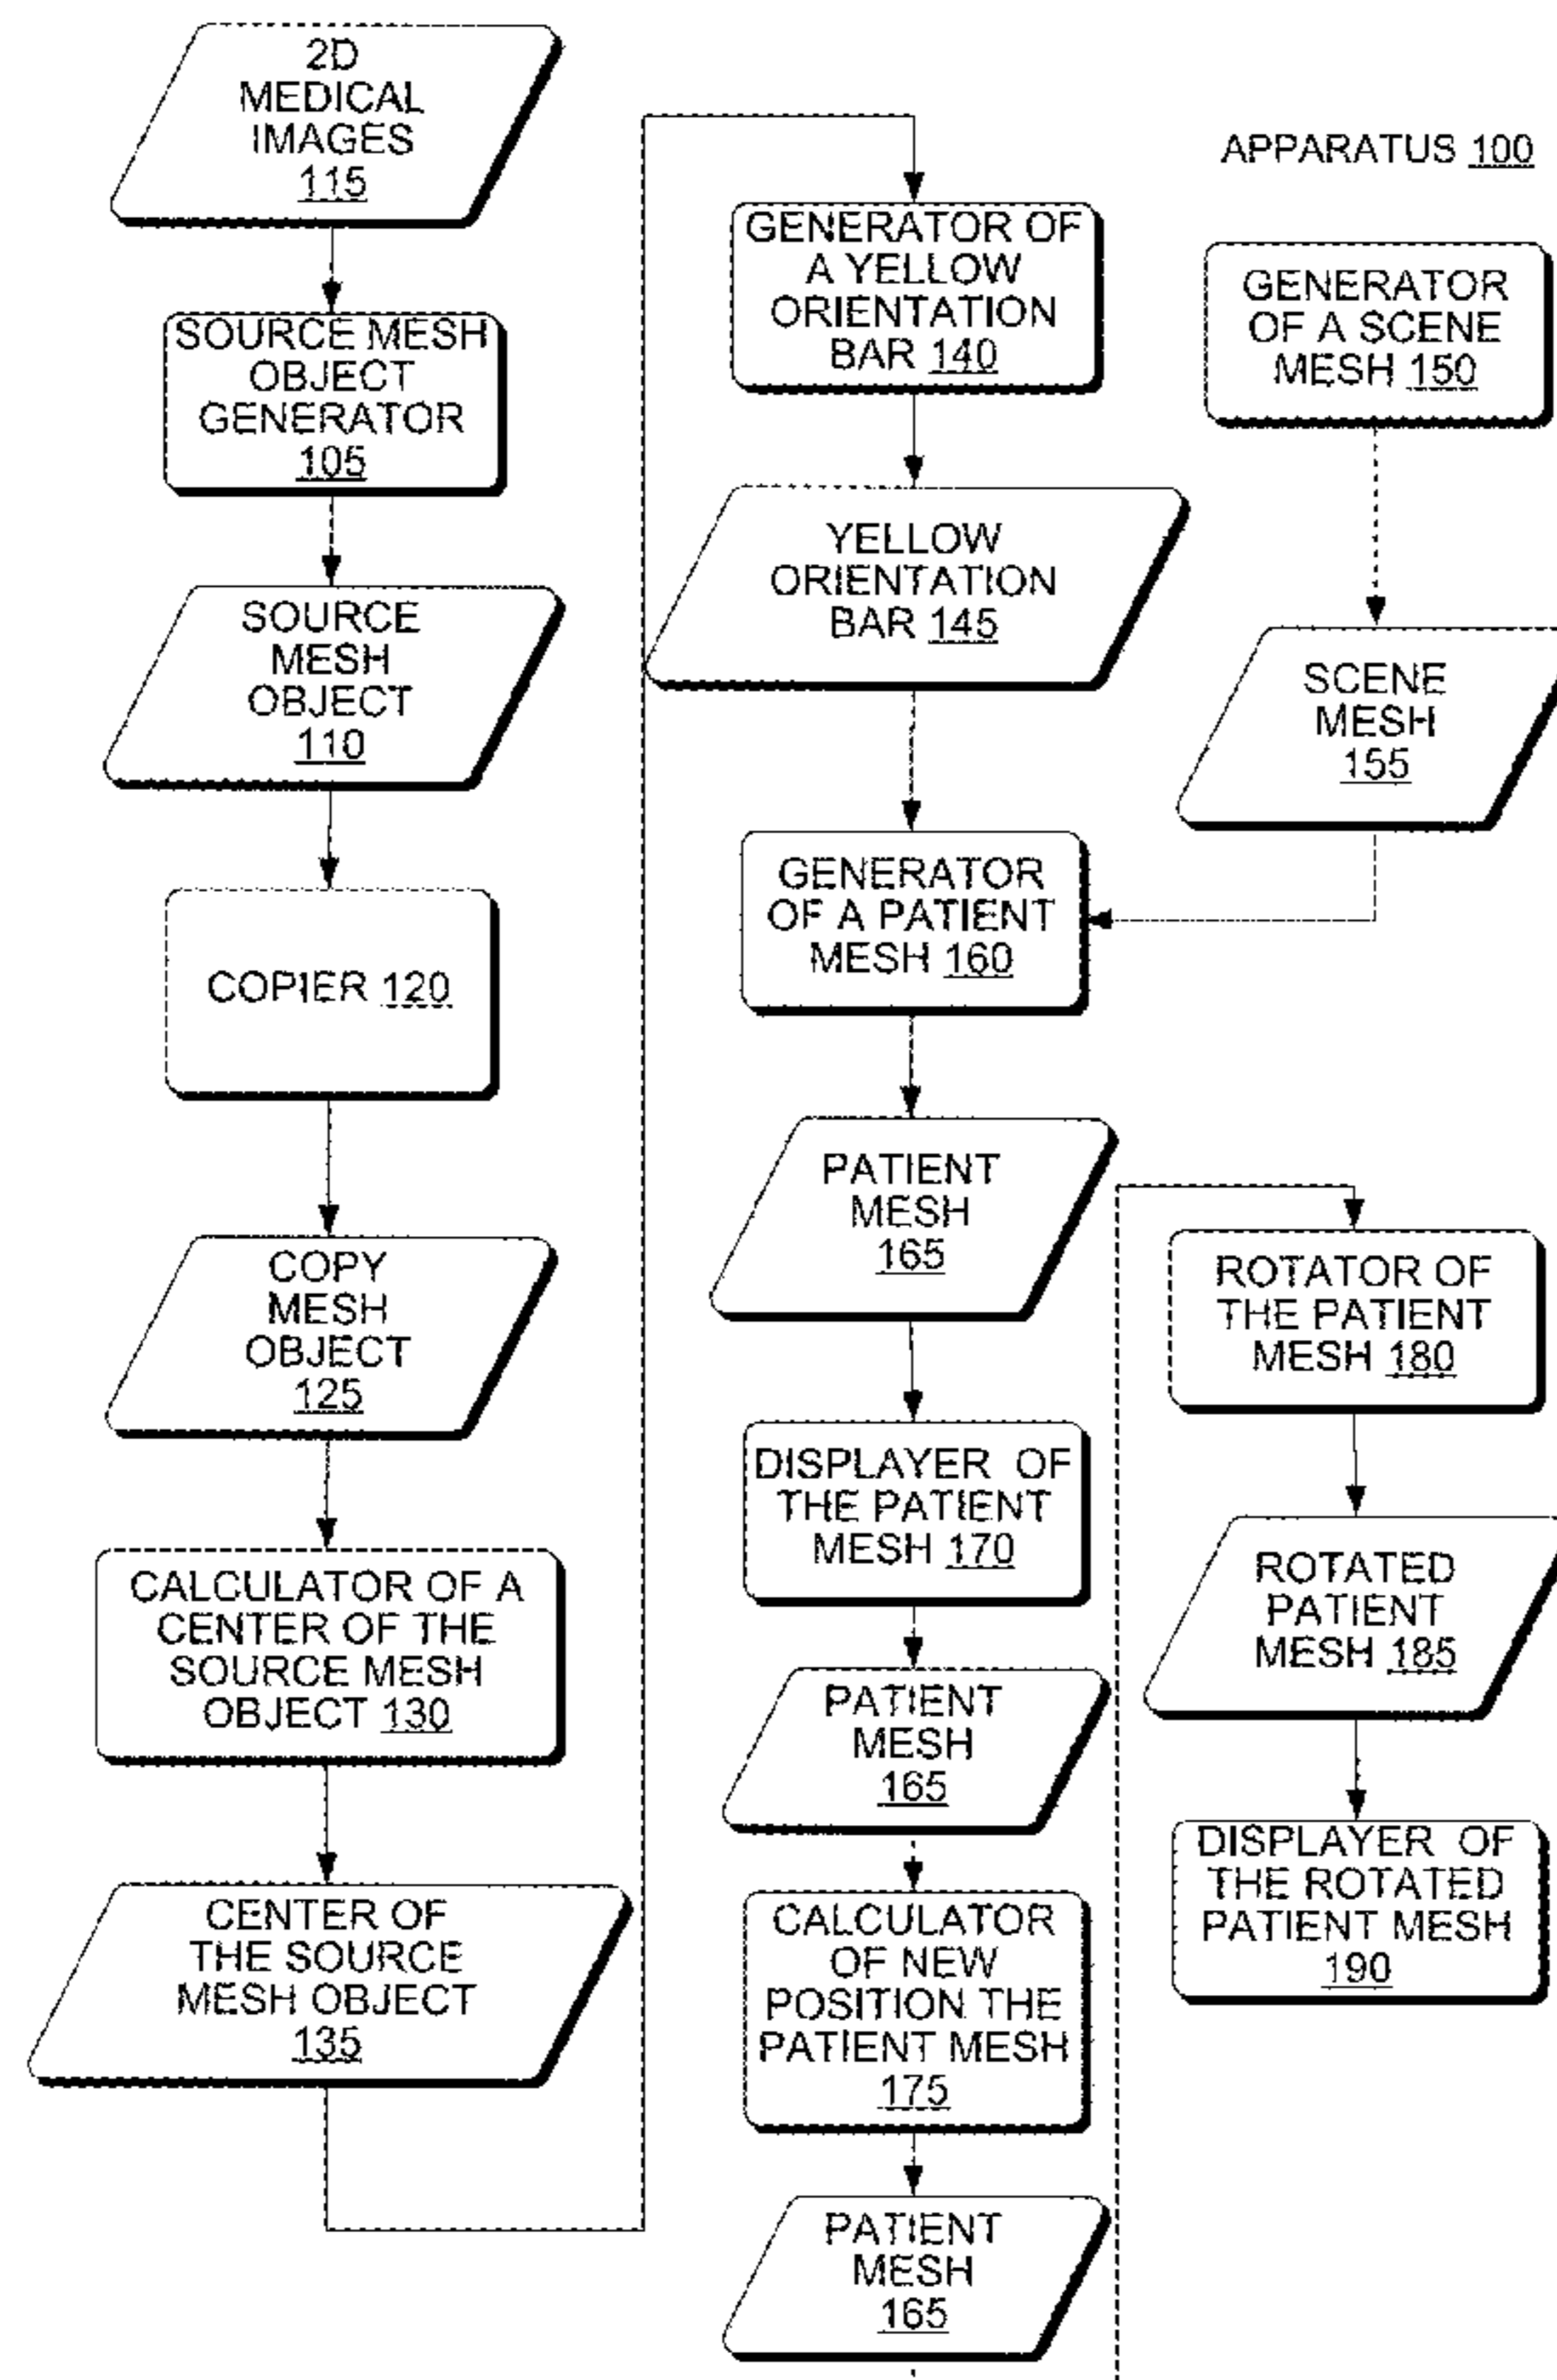 2D
MEDICAL
IMAGES
115
SOURCE MESH
OBJECT
GENERATOR
105
SOURCE
MESH
OBJECT
110
COPIER 120
COPY
MESH
OBJECT
125
CALCULATOR OF A
CENTER OF THE
SOURCE MESH
OBJECT 130
CENTER OF
THE SOURCE
MESH OBJECT
135
GENERATOR OF
A YELLOW
ORIENTATION
BAR 140
YELLOW
ORIENTATION
BAR 145
GENERATOR
OF A PATIENT
MESH 160
PATIENT
MESH
165
DISPLAYER OF
THE PATIENT
MESH 170
PATIENT
MESH
165
CALCULATOR
OF NEW
POSITION THE
PATIENT MESH
175
PATIENT
MESH
165
APPARATUS 100
GENERATOR
OF A SCENE
MESH 150
SCENE
MESH
155
ROTATOR OF
THE PATIENT
MESH 180
ROTATED
PATIENT
MESH 185
DISPLAYER OF
THE ROTATED
PATIENT MESH
190